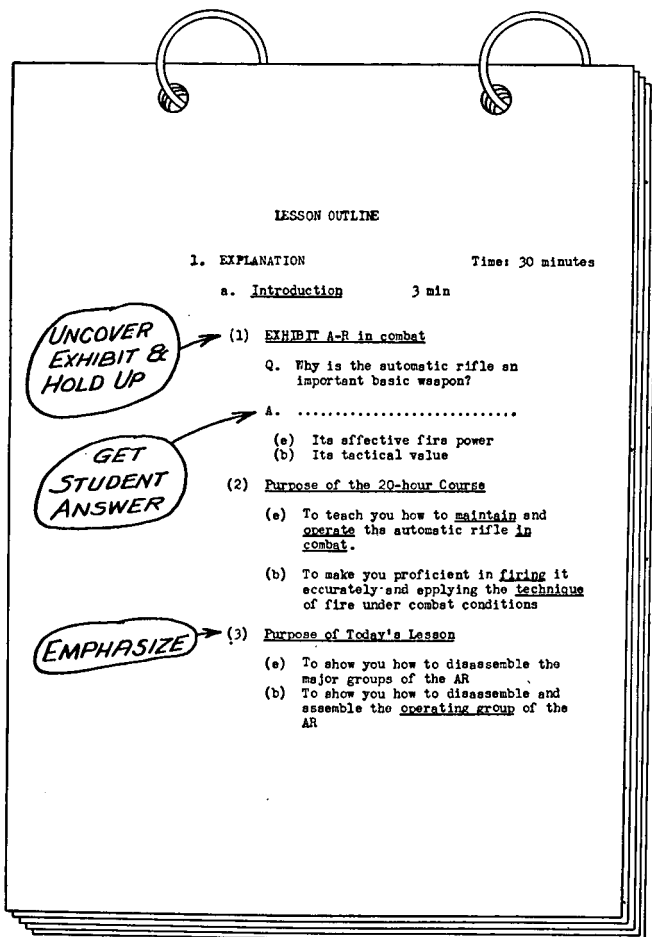 LESSON OUTLINE
1. EXPLANATION Time: 30 minutes
a. Introduction 3 min
UNCOVER
EXHIBIT &
HOLD UP
(1) EXHIBIT A-R in combat
Q. Why is the automatic rifle an
important basic weapon?
GET
STUDENT
ANSWER
A. ............................
(a) Its effective fire power
(b) Its tactical value
(2) Purpose of the 20-hour Course
(a) To teach you how to maintain and
operate the automatic rifle in
combat.
(b) To make you proficient in firing it
accurately and applying the technique
of fire under combat conditions
EMPHASIZE
(3) Purpose of Today's Lesson
(a) To show you how to disassemble the
major groups of the AR
(b) To show you how to disassemble and
assemble the operating group of the
AR